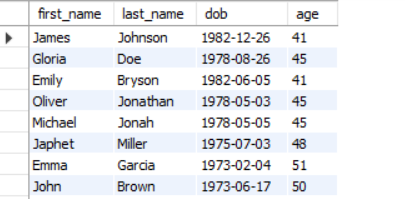 first_name last_name dob age
James Johnson 1982-12-26 41
Gloria Doe 1978-08-26 45
Emily Bryson 1982-06-05 41
Oliver Jonathan 1978-05-03 45
Michael Jonah 1978-05-05 45
Japhet Miller 1975-07-03 48
Emma Garcia 1973-02-04 51
John Brown 1973-06-17 50